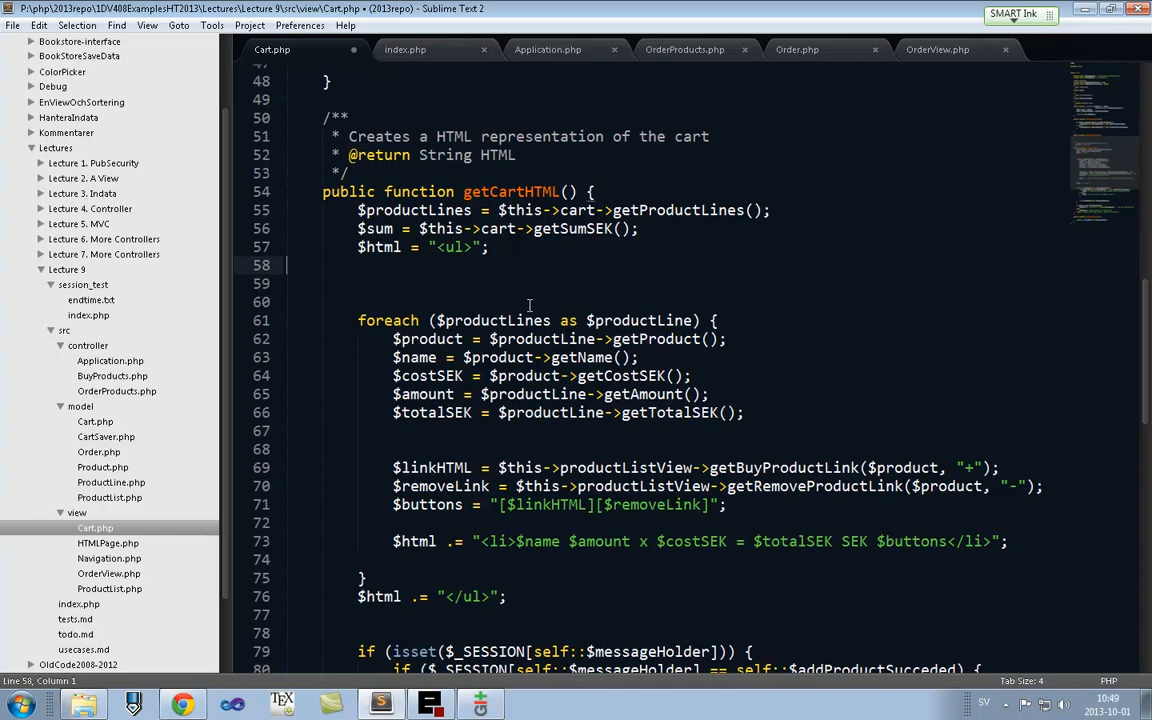 P:\php\2013repo\1DV408ExamplesHT2013\Lectures\Lecture 9\src\view\Cart.php • (2013repo) - Sublime Text 2
SMART Ink
File Edit Selection Find View Goto Tools Project Preferences Help
Bookstore-interface
BookStoreSaveData
ColorPicker
Debug
EnViewOchSortering
HanteraIndata
Kommentarer
Lectures
Lecture 1. PubSecurity
Lecture 2. A View
Lecture 3. Indata
Lecture 4. Controller
Lecture 5. MVC
Lecture 6. More Controllers
Lecture 7. More Controllers
Lecture 9
session_test
endtime.txt
index.php
src
controller
Application.php
BuyProducts.php
OrderProducts.php
model
Cart.php
CartSaver.php
Order.php
Product.php
ProductLine.php
ProductList.php
view
Cart.php
HTMLPage.php
Navigation.php
OrderView.php
ProductList.php
index.php
tests.md
todo.md
usecases.md
OldCode2008-2012
Cart.php index.php Application.php OrderProducts.php Order.php OrderView.php
47
48 }
49
50 /**
51 * Creates a HTML representation of the cart
52 * @return String HTML
53 */
54 public function getCartHTML() {
55 $productLines = $this->cart->getProductLines();
56 $sum = $this->cart->getSumSEK();
57 $html = "<ul>";
58
59
60
61 foreach ($productLines as $productLine) {
62 $product = $productLine->getProduct();
63 $name = $product->getName();
64 $costSEK = $product->getCostSEK();
65 $amount = $productLine->getAmount();
66 $totalSEK = $productLine->getTotalSEK();
67
68
69 $linkHTML = $this->productListView->getBuyProductLink($product, "+");
70 $removeLink = $this->productListView->getRemoveProductLink($product, "-");
71 $buttons = "[$linkHTML][$removeLink]";
72
73 $html .= "<li>$name $amount x $costSEK = $totalSEK SEK $buttons</li>";
74
75 }
76 $html .= "</ul>";
77
78
79 if (isset($_SESSION[self::$messageHolder])) {
80 if ($_SESSION[self::$messageHolder] == self::$addProductSucceded) {
Line 58, Column 1
Tab Size: 4 PHP
SV
10:49
2013-10-01